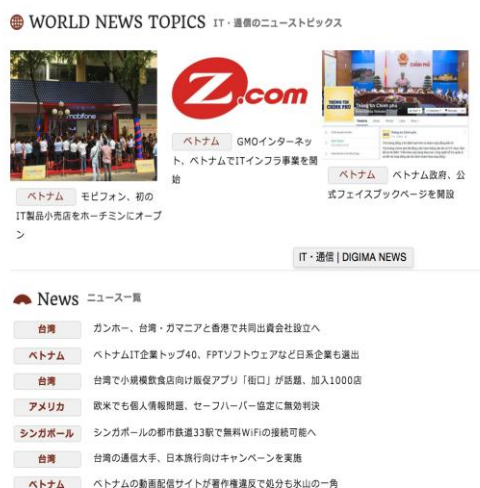 WORLD NEWS TOPICS IT・通信のニューストピックス
mobifone
Z.com
THÔNG TIN
CHÍNH PHỦ
Thông tin Chính phủ
ベトナム モビフォン、初の
IT製品小売店をホーチミンにオープ
ン
ベトナム GMOインターネッ
ト、ベトナムでITインフラ事業を開
始
ベトナム ベトナム政府、公
式フェイスブックページを開設
IT・通信 | DIGIMA NEWS
News ニュース一覧
台湾 ガンホー、台湾・ガマニアと香港で共同出資会社設立へ
ベトナム ベトナムIT企業トップ40、FPTソフトウェアなど日系企業も選出
台湾 台湾で小規模飲食店向け販促アプリ「街口」が話題、加入1000店
アメリカ 欧米でも個人情報問題、セーフハーバー協定に無効判決
シンガポール シンガポールの都市鉄道33駅で無料WiFiの接続可能へ
台湾 台湾の通信大手、日本旅行向けキャンペーンを実施
ベトナム ベトナムの動画配信サイトが著作権違反で処分も氷山の一角